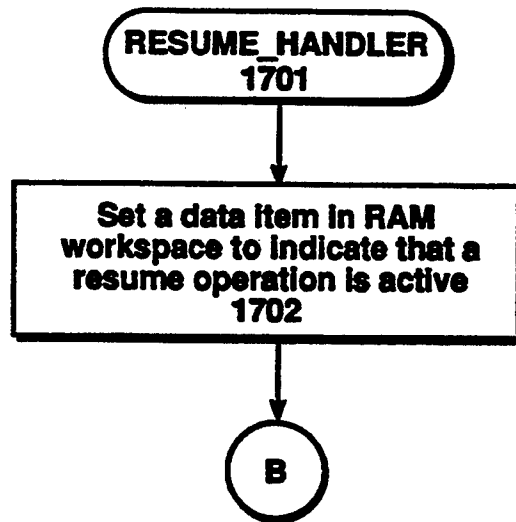 RESUME_HANDLER
1701
Set a data item in RAM
workspace to indicate that a
resume operation is active
1702
B